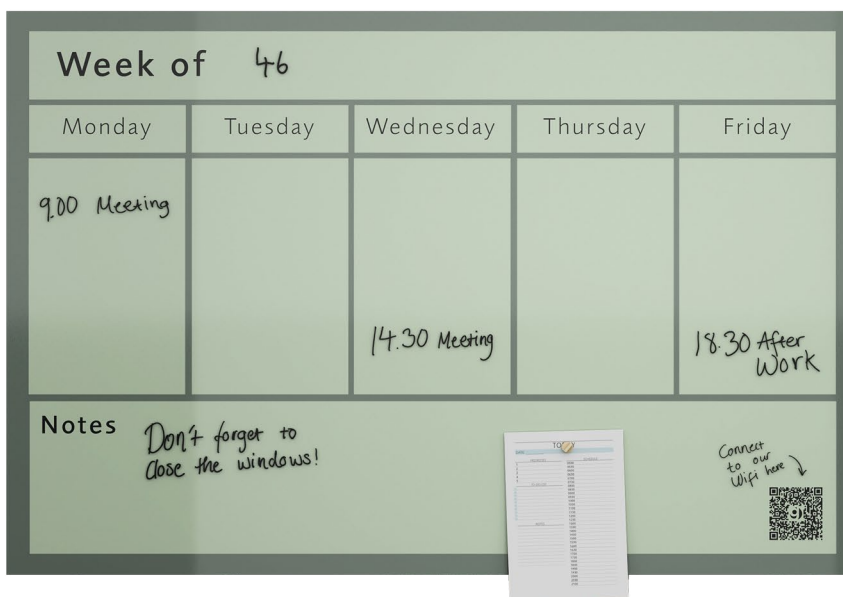 Week of 46
Monday Tuesday Wednesday Thursday Friday
9.00 Meeting
14.30 Meeting
18.30 After
Work
Notes
Don't forget to
close the windows!
TODAY
Connect
to our
Wifi here